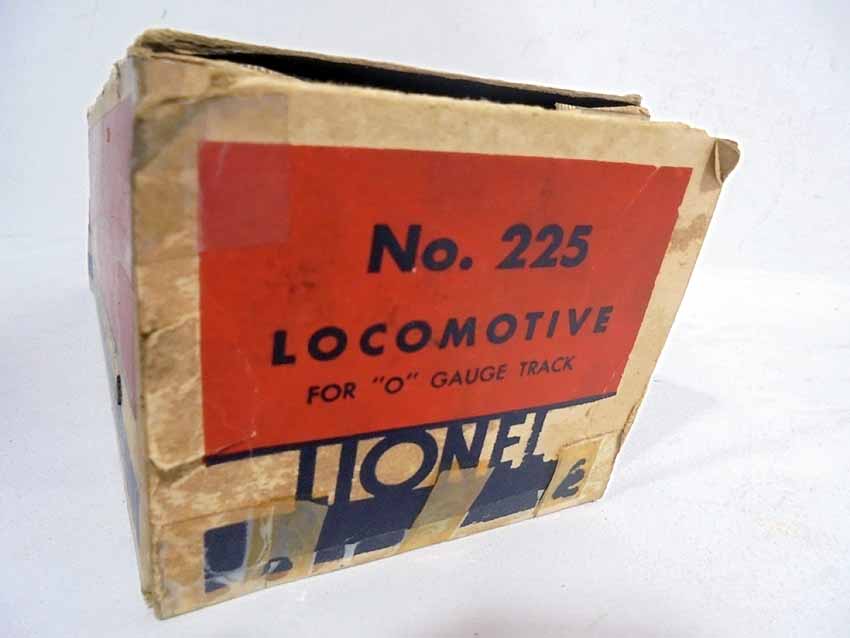 No. 225
LOCOMOTIVE
FOR "O" GAUGE TRACK
LIONEL